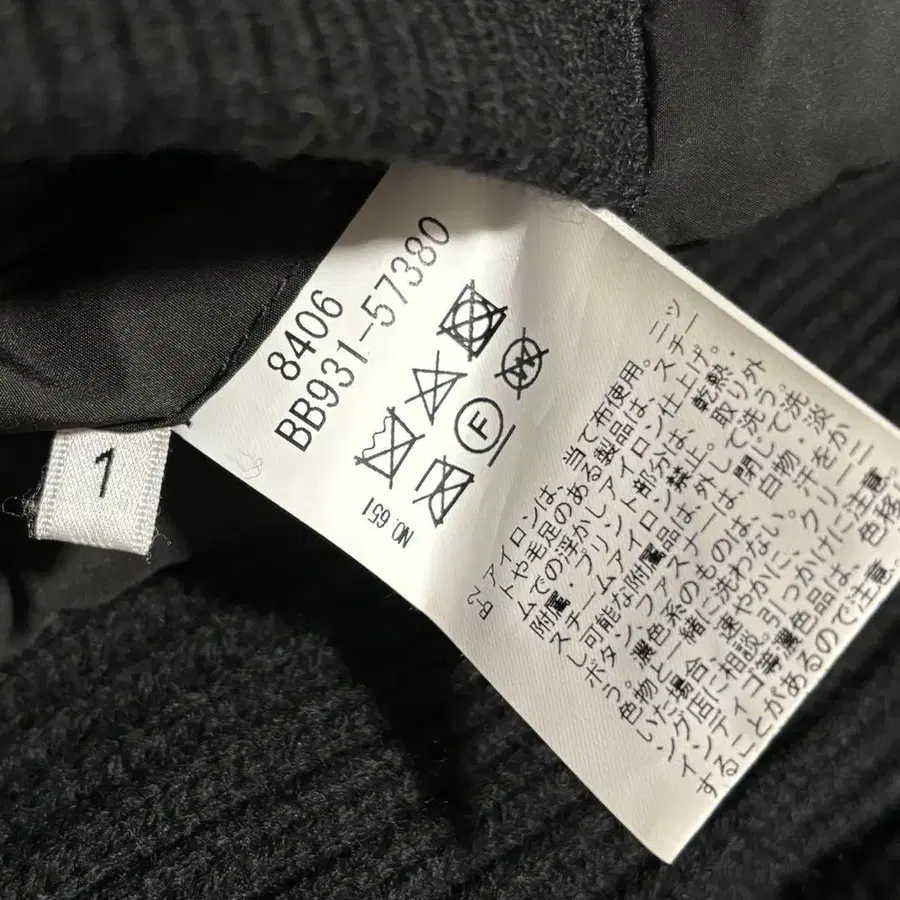 8406
BB931-57380
F
W
NO.651
B-2
アイロンは、当て布使用。ニッ
トや毛足のある製品は、スチー
ムでの浮かしアイロン仕上げ。
附属・プリント部分は、乾熱・
スチームアイロン禁止。取り外
し可能な附属品は、外して洗う。
ボタン、ファスナーは、閉じて洗
う。濃色系のものは、白物・淡
色物と一緒に洗わない。汗をか
いた場合、速やかに、クリーニ
ング店に相談。引っかけに注意。
インディゴ等濃色品は、色移
することがあるので注意。
1